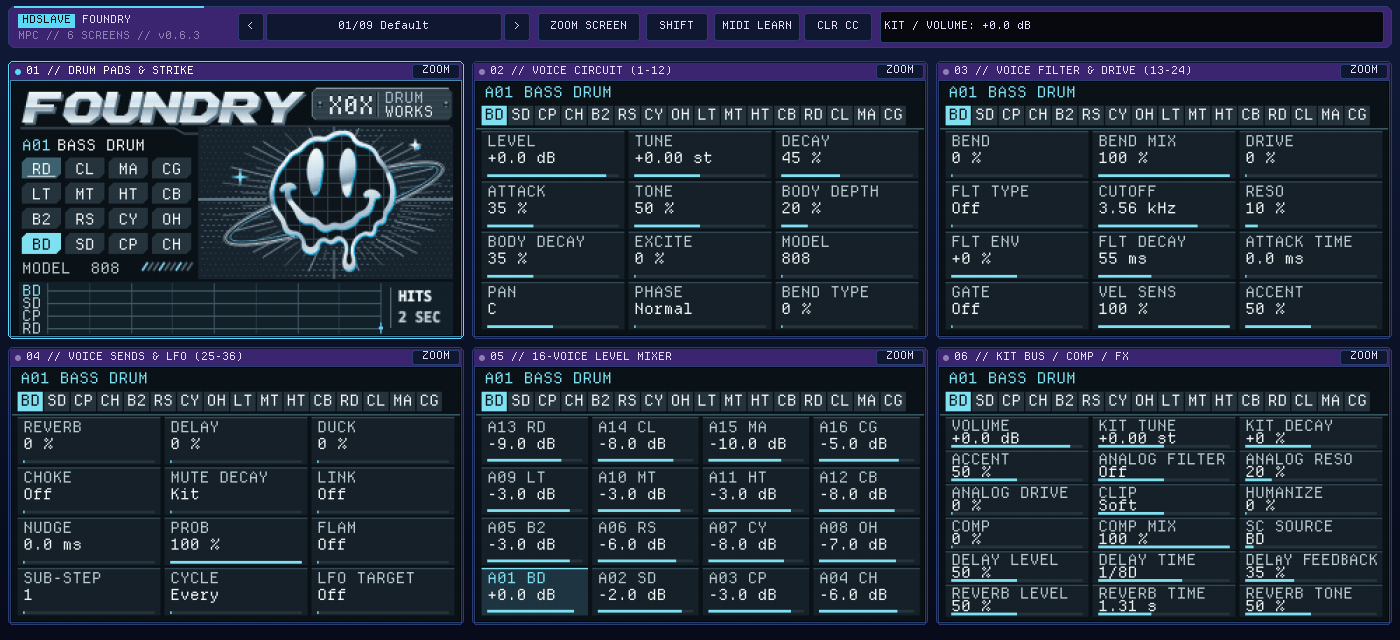 HDSLAVE FOUNDRY
MPC // 6 SCREENS // v0.6.3
< 01/09 Default > ZOOM SCREEN SHIFT MIDI LEARN CLR CC KIT / VOLUME: +0.0 dB
01 // DRUM PADS & STRIKE ZOOM
FOUNDRY X0X DRUM WORKS
A01 BASS DRUM
RD CL MA CG
LT MT HT CB
B2 RS CY OH
BD SD CP CH
MODEL 808
BD
SD
CP
RD
HITS
2 SEC
02 // VOICE CIRCUIT (1-12) ZOOM
A01 BASS DRUM
BD SD CP CH B2 RS CY OH LT MT HT CB RD CL MA CG
LEVEL TUNE DECAY
+0.0 dB +0.00 st 45 %
ATTACK TONE BODY DEPTH
35 % 50 % 20 %
BODY DECAY EXCITE MODEL
35 % 0 % 808
PAN PHASE BEND TYPE
C Normal 0 %
03 // VOICE FILTER & DRIVE (13-24) ZOOM
A01 BASS DRUM
BD SD CP CH B2 RS CY OH LT MT HT CB RD CL MA CG
BEND BEND MIX DRIVE
0 % 100 % 0 %
FLT TYPE CUTOFF RESO
Off 3.56 kHz 10 %
FLT ENV FLT DECAY ATTACK TIME
+0 % 55 ms 0.0 ms
GATE VEL SENS ACCENT
Off 100 % 50 %
04 // VOICE SENDS & LFO (25-36) ZOOM
A01 BASS DRUM
BD SD CP CH B2 RS CY OH LT MT HT CB RD CL MA CG
REVERB DELAY DUCK
0 % 0 % 0 %
CHOKE MUTE DECAY LINK
Off Kit Off
NUDGE PROB FLAM
0.0 ms 100 % Off
SUB-STEP CYCLE LFO TARGET
1 Every Off
05 // 16-VOICE LEVEL MIXER ZOOM
A01 BASS DRUM
BD SD CP CH B2 RS CY OH LT MT HT CB RD CL MA CG
A13 RD A14 CL A15 MA A16 CG
-9.0 dB -8.0 dB -10.0 dB -5.0 dB
A09 LT A10 MT A11 HT A12 CB
-3.0 dB -3.0 dB -3.0 dB -8.0 dB
A05 B2 A06 RS A07 CY A08 OH
-3.0 dB -6.0 dB -8.0 dB -7.0 dB
A01 BD A02 SD A03 CP A04 CH
+0.0 dB -2.0 dB -3.0 dB -6.0 dB
06 // KIT BUS / COMP / FX ZOOM
A01 BASS DRUM
BD SD CP CH B2 RS CY OH LT MT HT CB RD CL MA CG
VOLUME KIT TUNE KIT DECAY
+0.0 dB +0.00 st +0 %
ACCENT ANALOG FILTER ANALOG RESO
50 % Off 20 %
ANALOG DRIVE CLIP HUMANIZE
0 % Soft 0 %
COMP COMP MIX SC SOURCE
0 % 100 % BD
DELAY LEVEL DELAY TIME DELAY FEEDBACK
50 % 1/8D 35 %
REVERB LEVEL REVERB TIME REVERB TONE
50 % 1.31 s 50 %